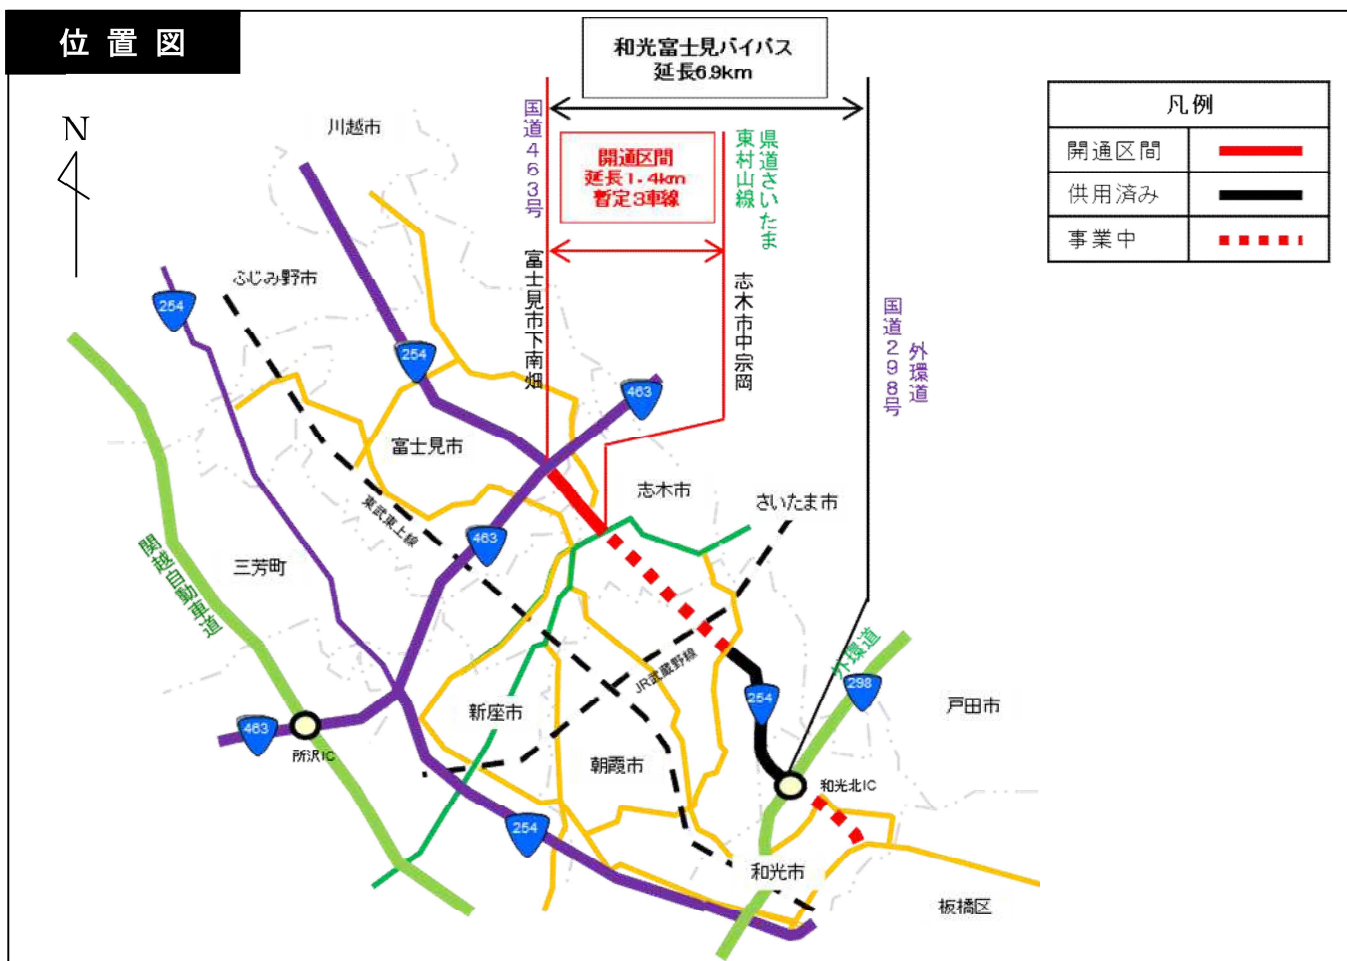 位置図
和光富士見バイパス
延長6.9km
国道463号
開通区間
延長1.4km
暫定3車線
県道さいたま
東村山線
凡例
開通区間
供用済み
事業中
N
川越市
ふじみ野市
富士見市下南畑
志木市中宗岡
国道298号
外環道
254
254
463
富士見市
志木市
さいたま市
東武東上線
463
三芳町
関越自動車道
JR武蔵野線
外環道
298
254
戸田市
新座市
463
所沢IC
朝霞市
和光北IC
254
和光市
板橋区